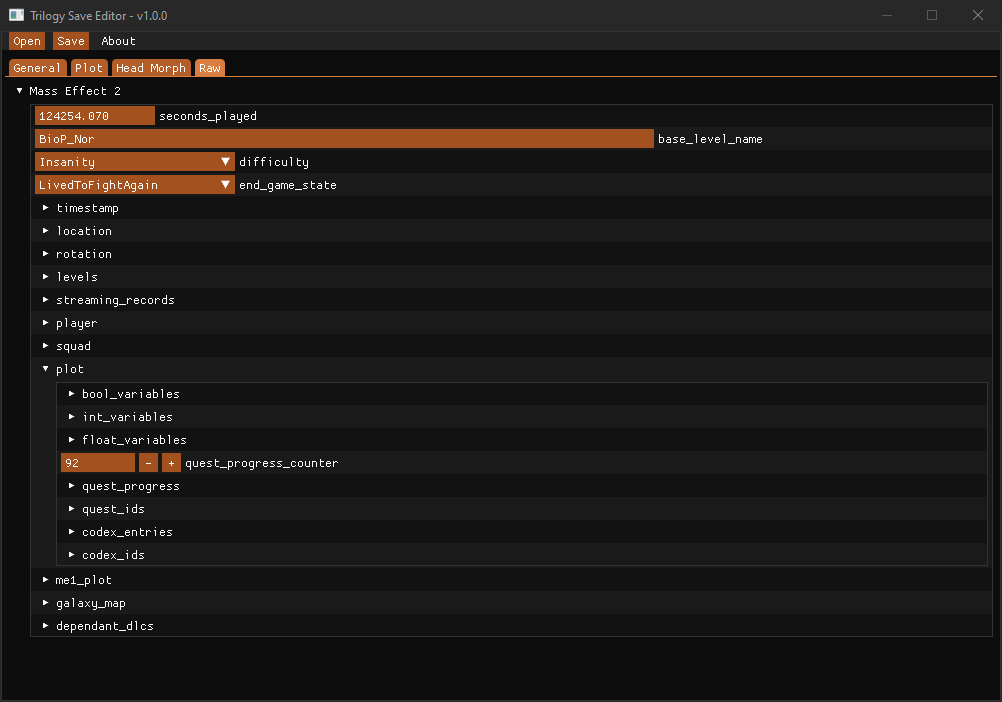 Trilogy Save Editor - v1.0.0
Open Save About
General Plot Head Morph Raw
Mass Effect 2
124254.070 seconds_played
BioP_Nor base_level_name
Insanity difficulty
LivedToFightAgain end_game_state
timestamp
location
rotation
levels
streaming_records
player
squad
plot
bool_variables
int_variables
float_variables
92 - + quest_progress_counter
quest_progress
quest_ids
codex_entries
codex_ids
me1_plot
galaxy_map
dependant_dlcs